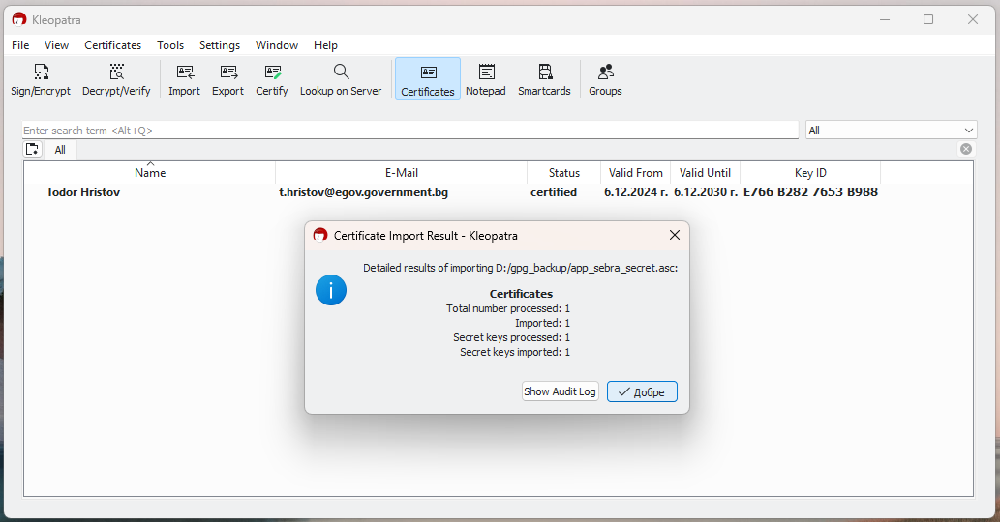 Kleopatra
File View Certificates Tools Settings Window Help
Sign/Encrypt Decrypt/Verify Import Export Certify Lookup on Server Certificates Notepad Smartcards Groups
Enter search term <Alt+Q> All
All
Name E-Mail Status Valid From Valid Until Key ID
Todor Hristov t.hristov@egov.government.bg certified 6.12.2024 г. 6.12.2030 г. E766 B282 7653 B988
Certificate Import Result - Kleopatra
Detailed results of importing D:/gpg_backup/app_sebra_secret.asc:
Certificates
Total number processed: 1
Imported: 1
Secret keys processed: 1
Secret keys imported: 1
Show Audit Log Добре